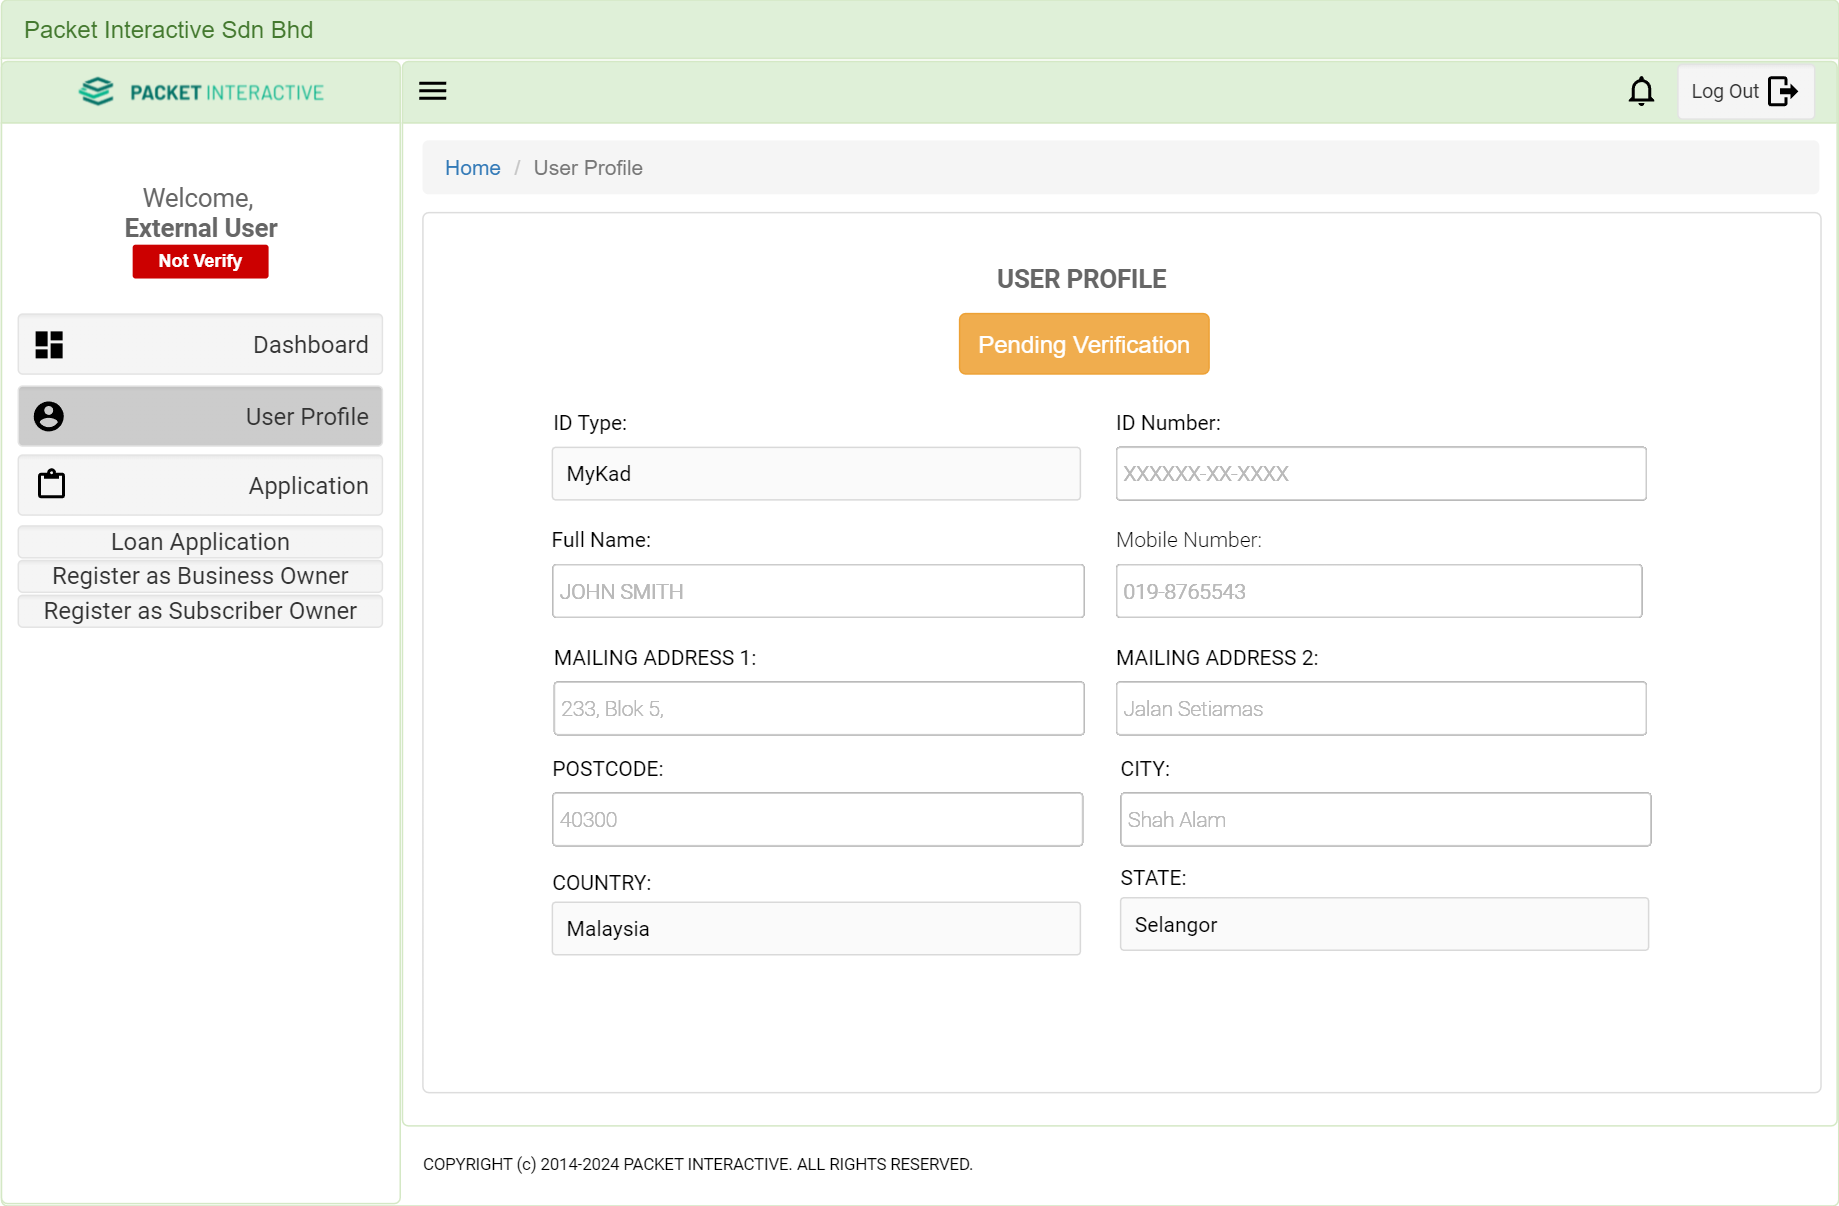 Packet Interactive Sdn Bhd
PACKET INTERACTIVE
Log Out
Home / User Profile
Welcome,
External User
Not Verify
Dashboard
User Profile
Application
Loan Application
Register as Business Owner
Register as Subscriber Owner
USER PROFILE
Pending Verification
ID Type:
MyKad
ID Number:
XXXXXX-XX-XXXX
Full Name:
JOHN SMITH
Mobile Number:
019-8765543
MAILING ADDRESS 1:
233, Blok 5,
MAILING ADDRESS 2:
Jalan Setiamas
POSTCODE:
40300
CITY:
Shah Alam
COUNTRY:
Malaysia
STATE:
Selangor
COPYRIGHT (c) 2014-2024 PACKET INTERACTIVE. ALL RIGHTS RESERVED.